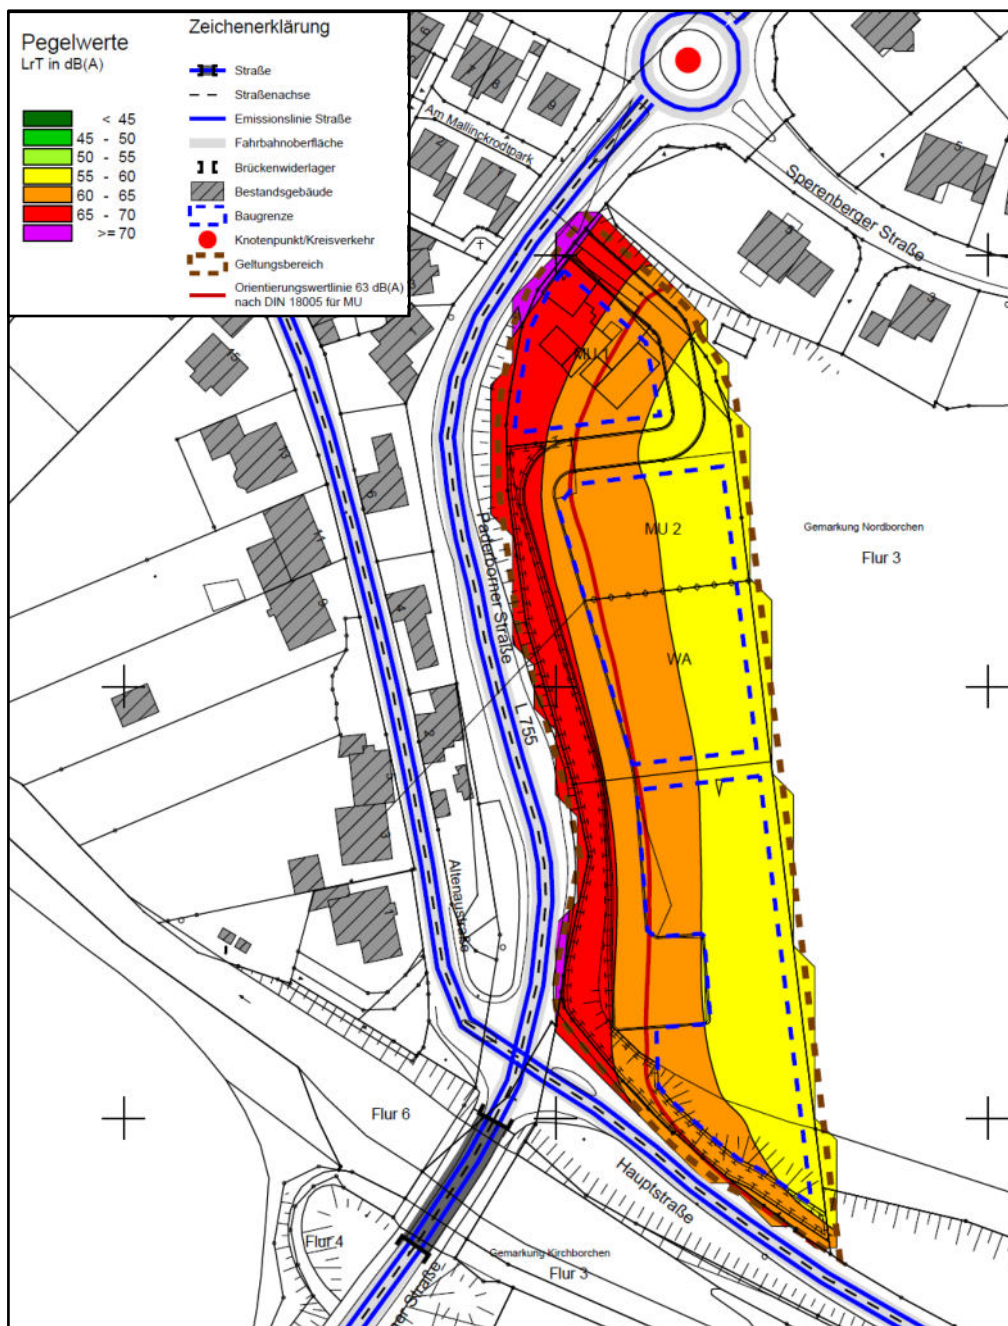 Pegelwerte
LrT in dB(A)
< 45
45 - 50
50 - 55
55 - 60
60 - 65
65 - 70
>= 70
Zeichenerklärung
Straße
Straßenachse
Emissionslinie Straße
Fahrbahnoberfläche
Brückenwiderlager
Bestandsgebäude
Baugrenze
Knotenpunkt/Kreisverkehr
Geltungsbereich
Orientierungswertlinie 63 dB(A)
nach DIN 18005 für MU
Am Mallinckrodtpark
Sperenberger Straße
MU 1
MU 2
WA
Gemarkung Nordborchen
Flur 3
Paderborner Straße
L 755
Altenaustraße
Flur 6
Hauptstraße
Flur 4
Gemarkung Kirchborchen
Flur 3
er Straße